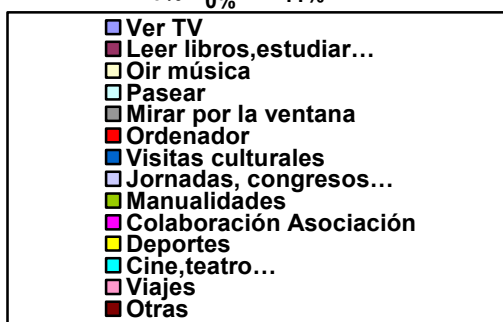 0%
Ver TV
Leer libros,estudiar...
Oir música
Pasear
Mirar por la ventana
Ordenador
Visitas culturales
Jornadas, congresos...
Manualidades
Colaboración Asociación
Deportes
Cine,teatro...
Viajes
Otras